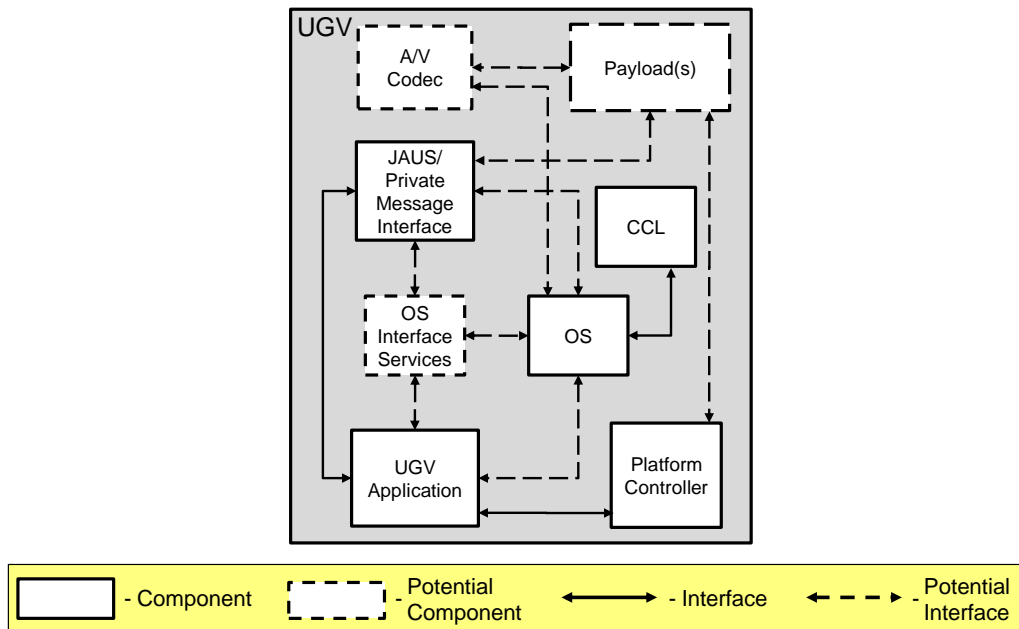 UGV
A/V
Codec
Payload(s)
JAUS/
Private
Message
Interface
CCL
OS
Interface
Services
OS
UGV
Application
Platform
Controller
- Component
- Potential
Component
- Interface
- Potential
Interface